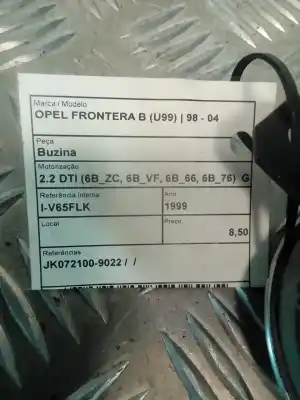 Marca / Modelo
OPEL FRONTERA B (U99) | 98 - 04
Peça
Buzina
Motorização
2.2 DTI (6B_ZC, 6B_VF, 6B_66, 6B_76) G
Referência Interna Ano
I-V65FLK 1999
Local Preço
8,50
Referências
JK072100-9022 / /